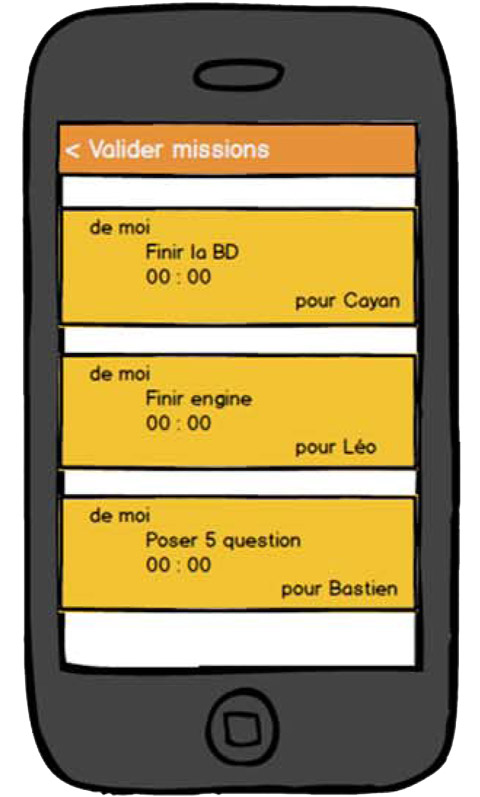 < Valider missions
de moi
Finir la BD
00 : 00
pour Cayan
de moi
Finir engine
00 : 00
pour Léo
de moi
Poser 5 question
00 : 00
pour Bastien